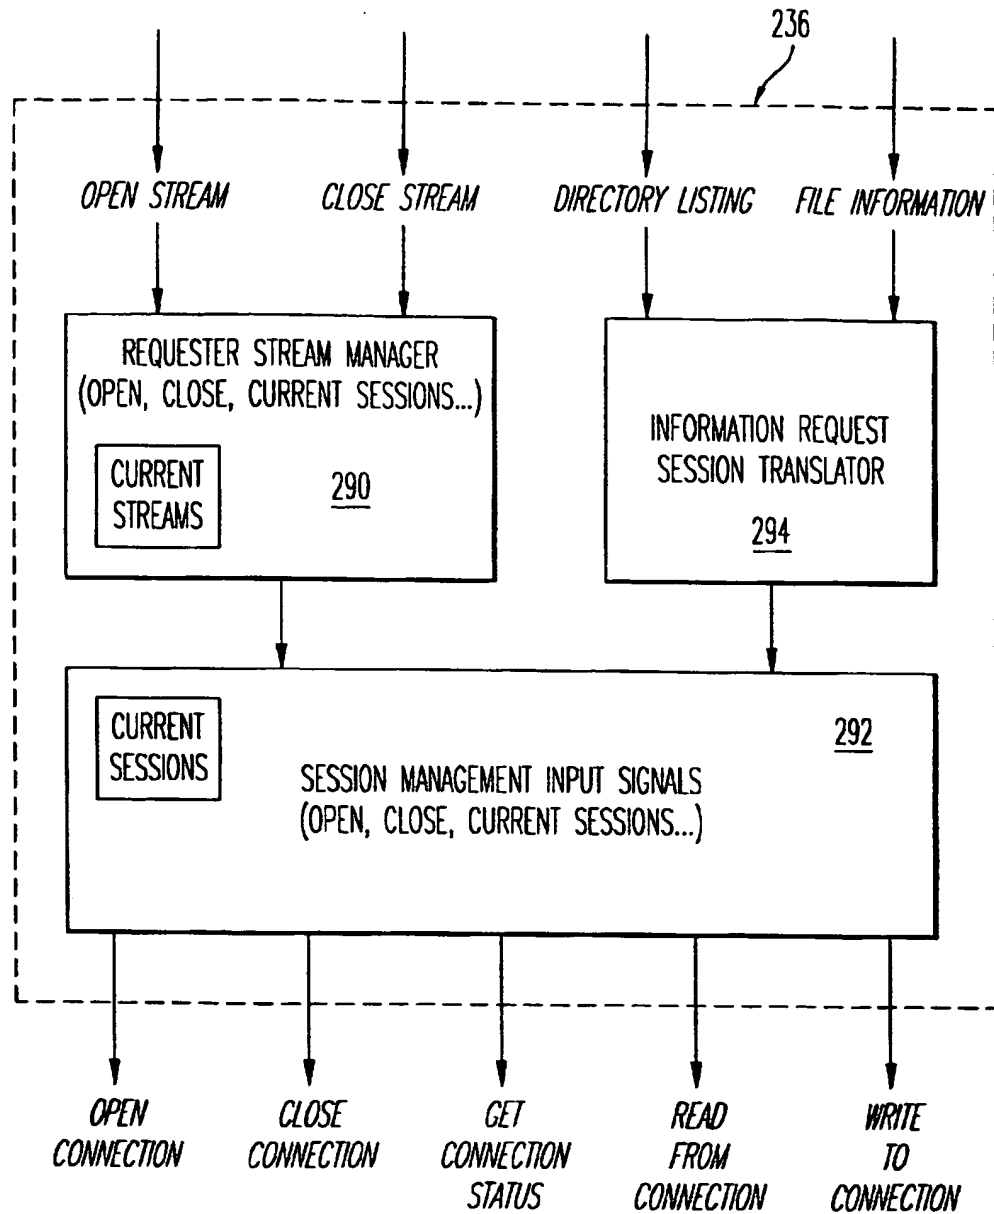 236
OPEN STREAM
CLOSE STREAM
DIRECTORY LISTING
FILE INFORMATION
REQUESTER STREAM MANAGER
(OPEN, CLOSE, CURRENT SESSIONS...)
CURRENT
STREAMS
290
INFORMATION REQUEST
SESSION TRANSLATOR
294
CURRENT
SESSIONS
292
SESSION MANAGEMENT INPUT SIGNALS
(OPEN, CLOSE, CURRENT SESSIONS...)
OPEN
CONNECTION
CLOSE
CONNECTION
GET
CONNECTION
STATUS
READ
FROM
CONNECTION
WRITE
TO
CONNECTION